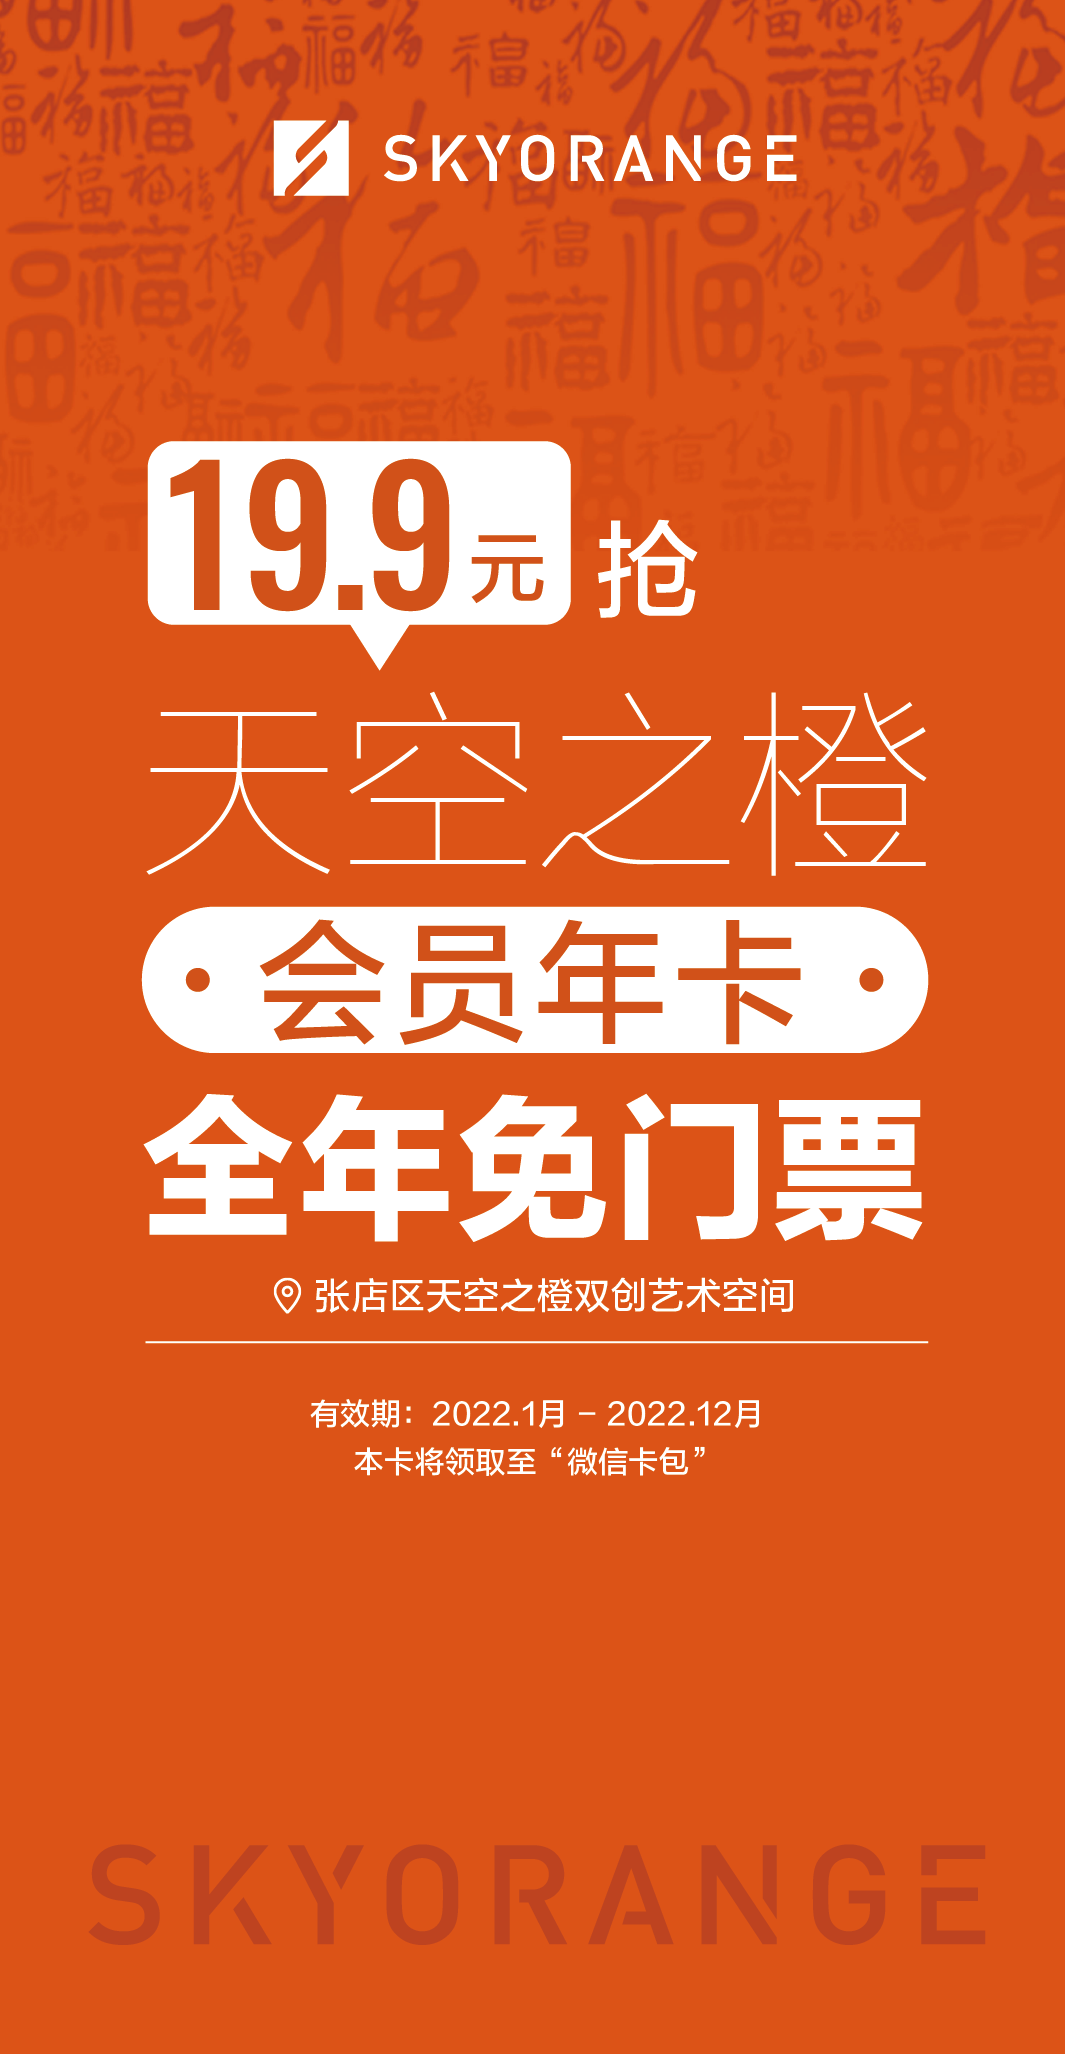 SKYORANGE
19.9元 抢
天空之橙
·会员年卡·
全年免门票
张店区天空之橙双创艺术空间
有效期：2022.1月 – 2022.12月
本卡将领取至“微信卡包”
SKYORANGE